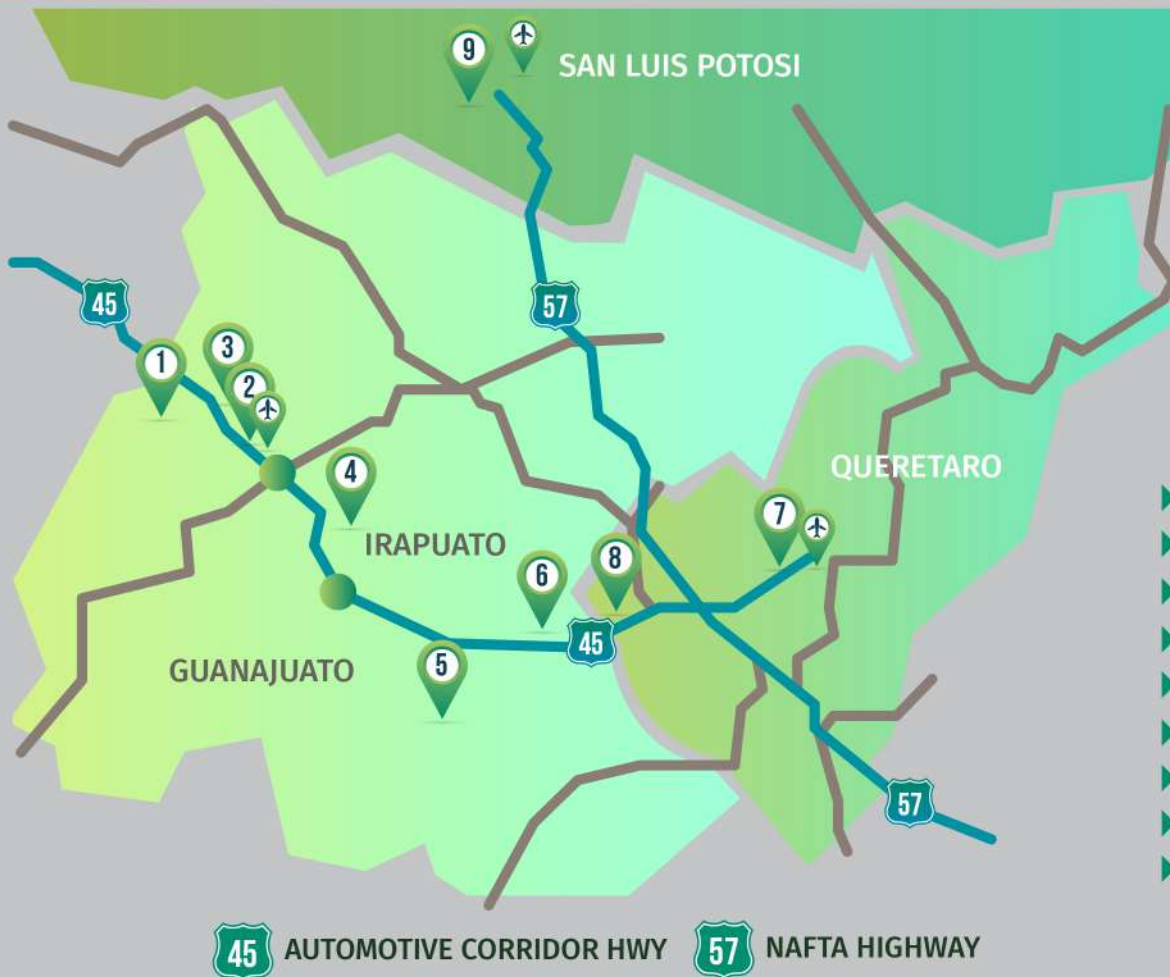 9
SAN LUIS POTOSI
45
57
1
3
2
4
QUERETARO
7
IRAPUATO
8
6
45
5
GUANAJUATO
57
45 AUTOMOTIVE CORRIDOR HWY
57 NAFTA HIGHWAY